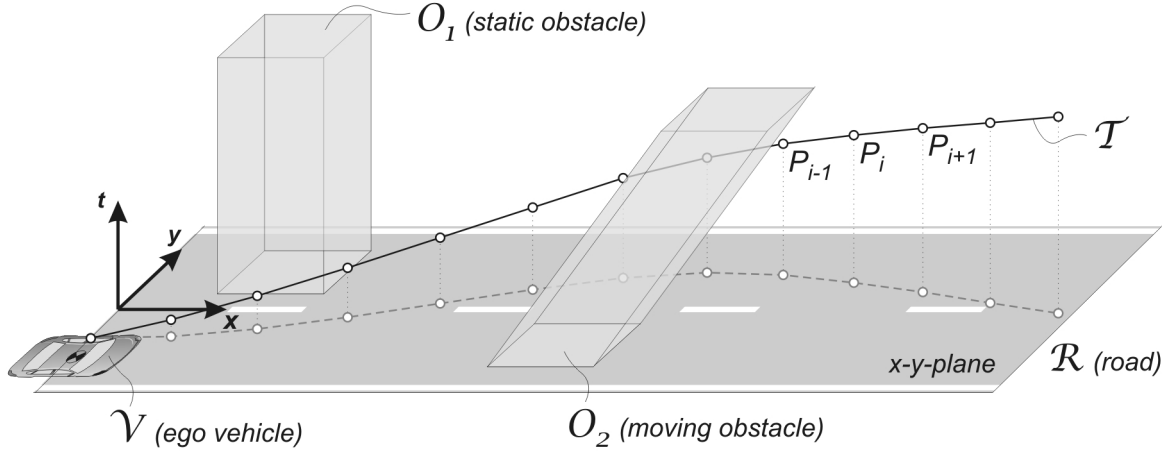 O₁ (static obstacle)
𝒯
P_{i-1} P_i P_{i+1}
t
y
x
x-y-plane
ℛ (road)
𝒱 (ego vehicle)
O₂ (moving obstacle)